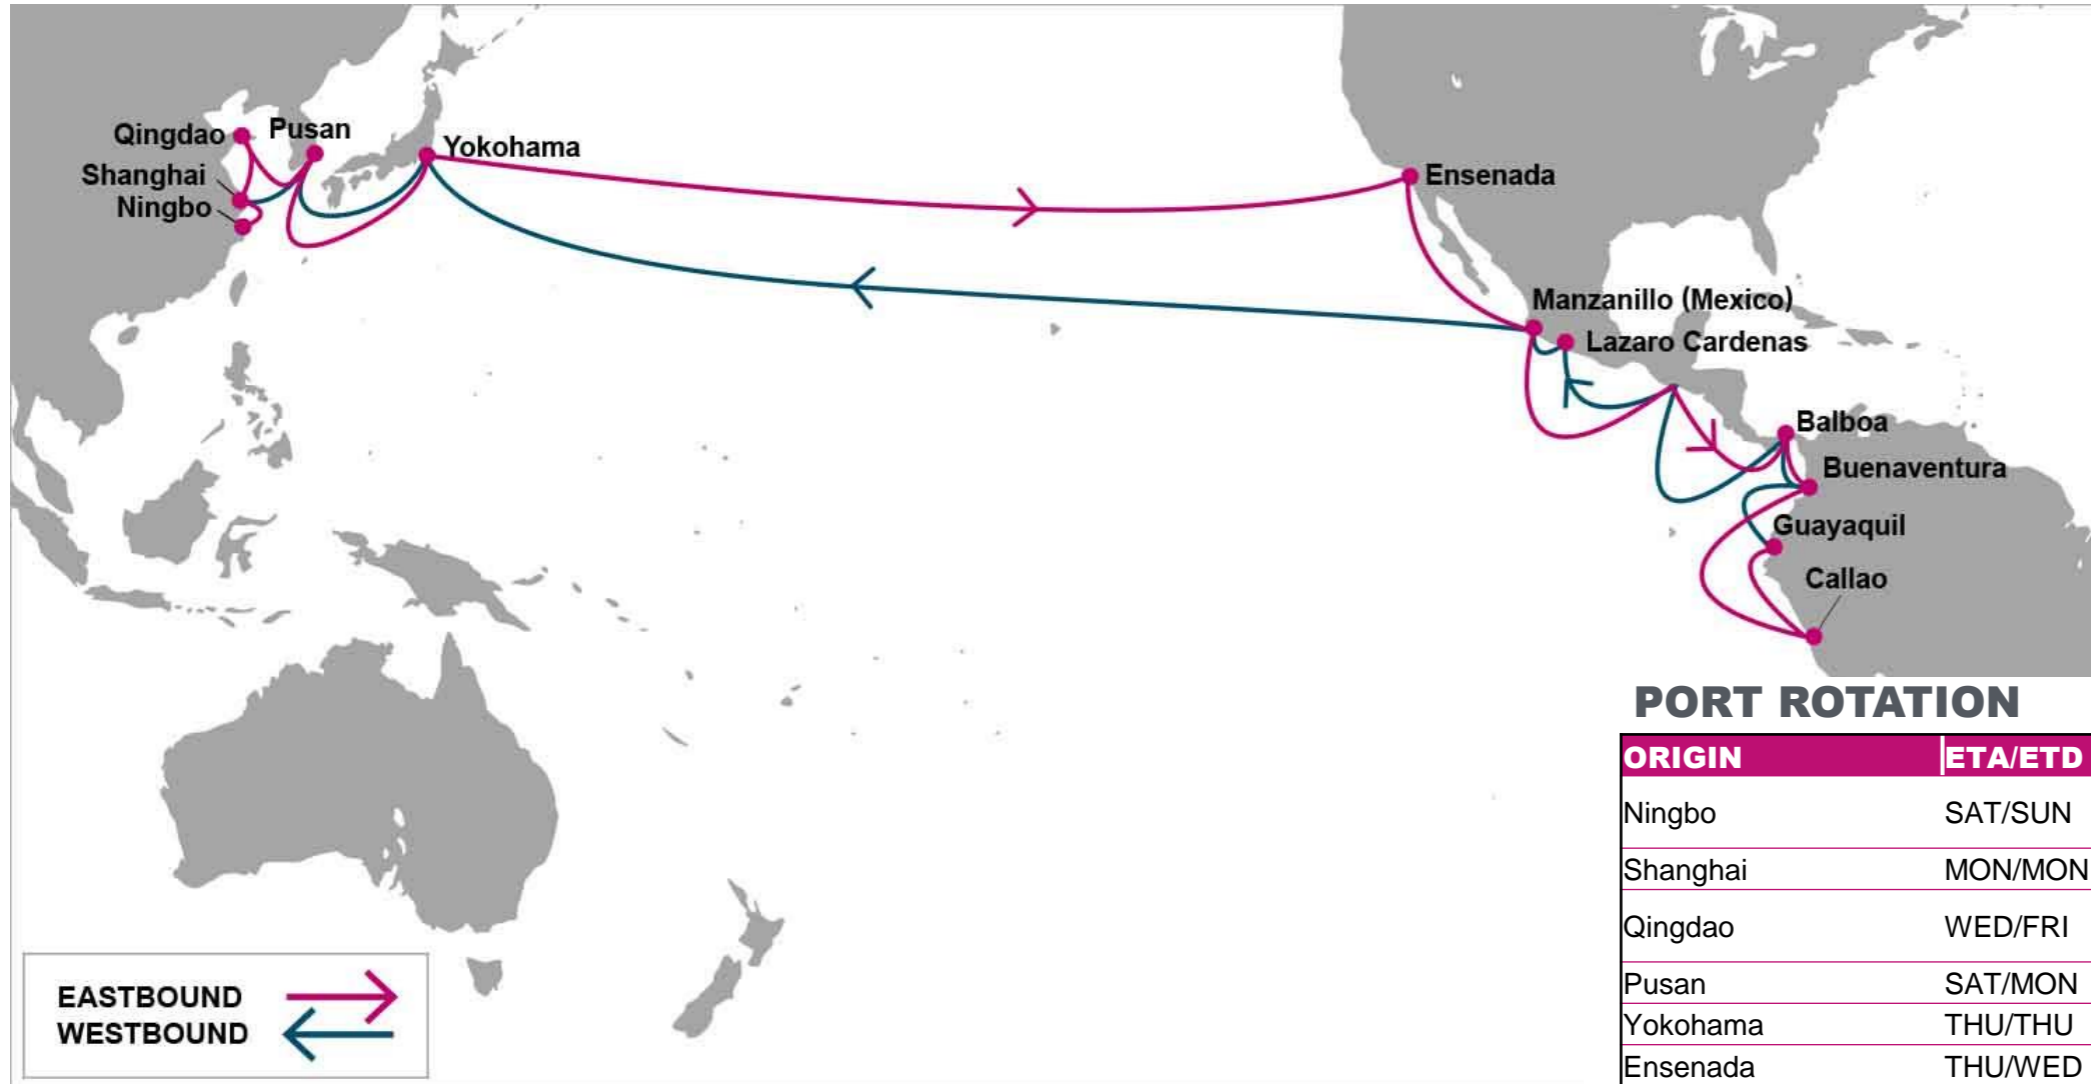 Qingdao
Pusan
Yokohama
Shanghai
Ningbo
Ensenada
Manzanillo (Mexico)
Lazaro Cardenas
Balboa
Buenaventura
Guayaquil
Callao
PORT ROTATION
ORIGIN ETA/ETD
Ningbo SAT/SUN
Shanghai MON/MON
Qingdao WED/FRI
Pusan SAT/MON
Yokohama THU/THU
Ensenada THU/WED
EASTBOUND
WESTBOUND